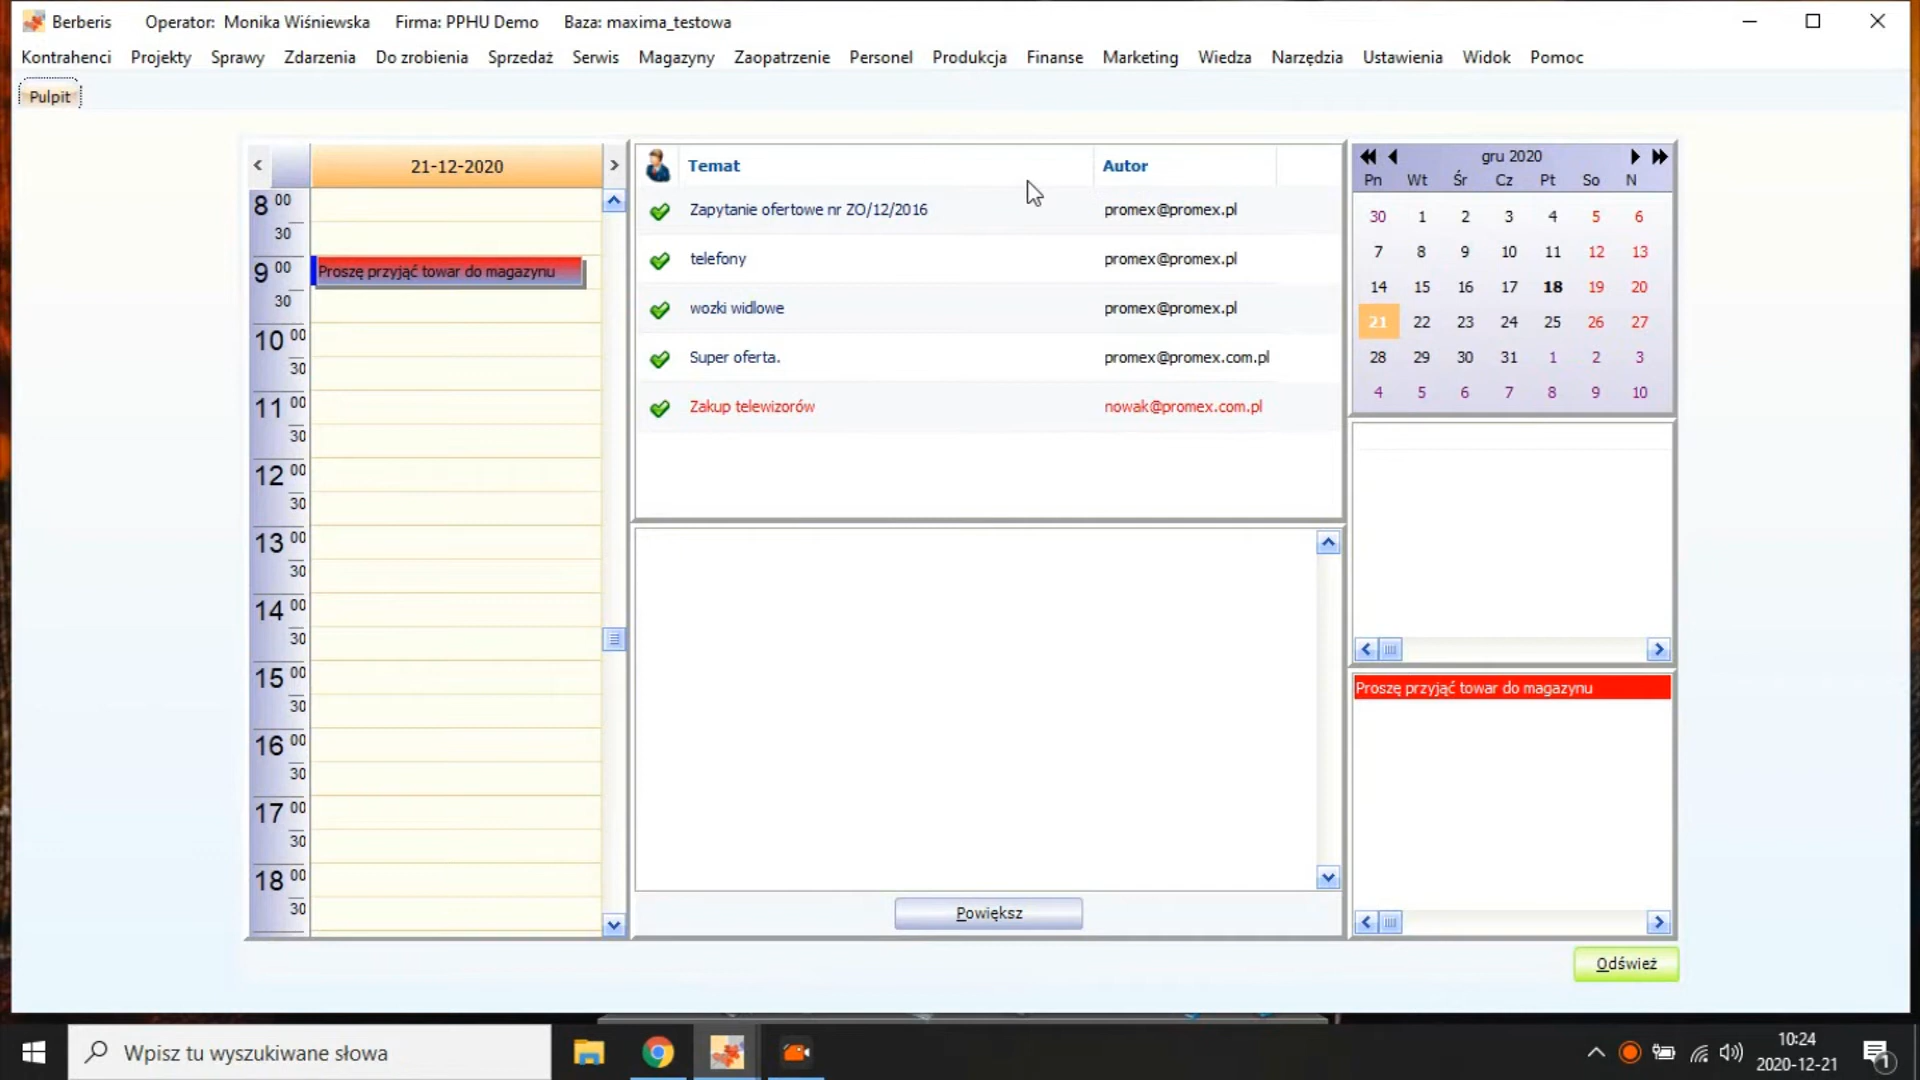 Berberis Operator: Monika Wiśniewska Firma: PPHU Demo Baza: maxima_testowa
Kontrahenci Projekty Sprawy Zdarzenia Do zrobienia Sprzedaż Serwis Magazyny Zaopatrzenie Personel Produkcja Finanse Marketing Wiedza Narzędzia Ustawienia Widok Pomoc
Pulpit
21-12-2020
8 00
30
9 00
30
10 00
30
11 00
30
12 00
30
13 00
30
14 00
30
15 00
30
16 00
30
17 00
30
18 00
30
Proszę przyjąć towar do magazynu
Temat Autor
Zapytanie ofertowe nr ZO/12/2016 promex@promex.pl
telefony promex@promex.pl
wozki widlowe promex@promex.pl
Super oferta. promex@promex.com.pl
Zakup telewizorów nowak@promex.com.pl
Powiększ
gru 2020
Pn Wt Śr Cz Pt So N
30 1 2 3 4 5 6
7 8 9 10 11 12 13
14 15 16 17 18 19 20
21 22 23 24 25 26 27
28 29 30 31 1 2 3
4 5 6 7 8 9 10
Proszę przyjąć towar do magazynu
Odśwież
Wpisz tu wyszukiwane słowa
10:24
2020-12-21
1